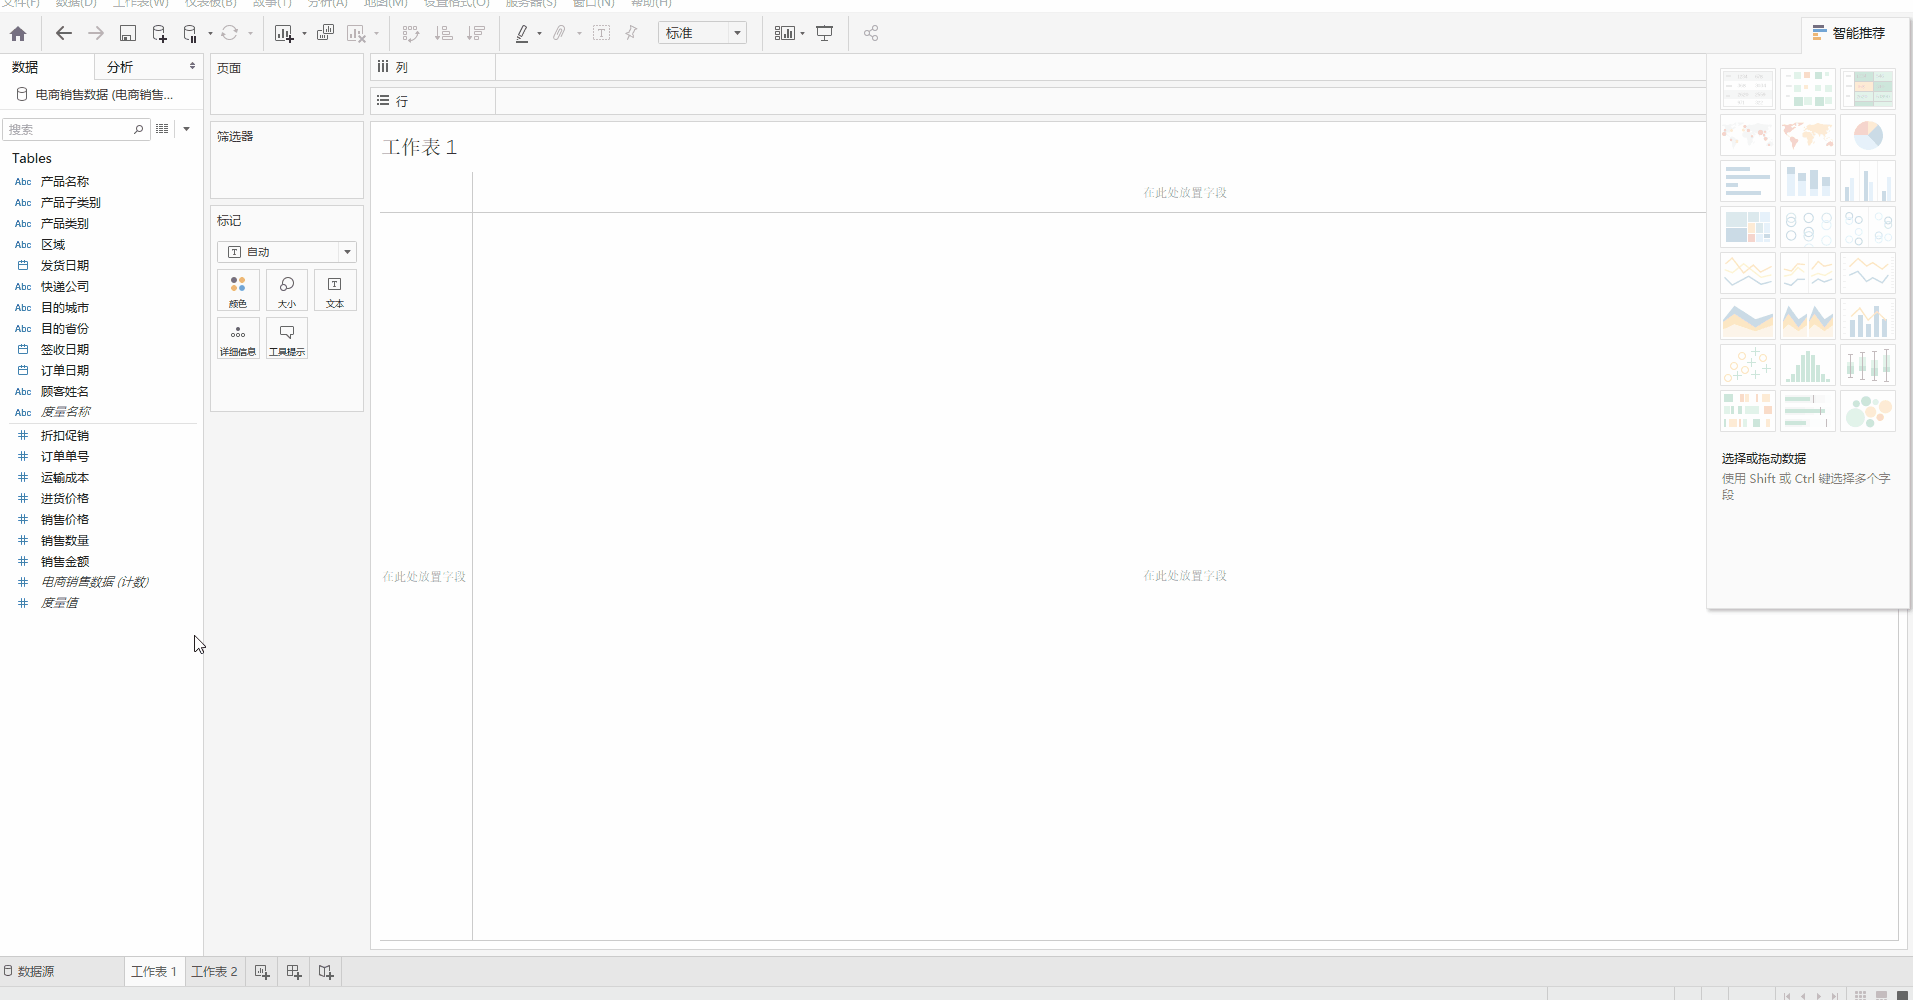 文件(F) 数据(D) 工作表(W) 仪表板(B) 故事(T) 分析(A) 地图(M) 设置格式(O) 服务器(S) 窗口(N) 帮助(H)
标准
智能推荐
数据 分析
电商销售数据 (电商销售...
搜索
Tables
Abc 产品名称
Abc 产品子类别
Abc 产品类别
Abc 区域
发货日期
Abc 快递公司
Abc 目的城市
Abc 目的省份
签收日期
订单日期
Abc 顾客姓名
Abc 度量名称
折扣促销
订单单号
运输成本
进货价格
销售价格
销售数量
销售金额
电商销售数据 (计数)
度量值
页面
筛选器
标记
自动
颜色 大小 文本
详细信息 工具提示
列
行
工作表 1
在此处放置字段
在此处放置字段
在此处放置字段
选择或拖动数据
使用 Shift 或 Ctrl 键选择多个字
段
数据源 工作表 1 工作表 2